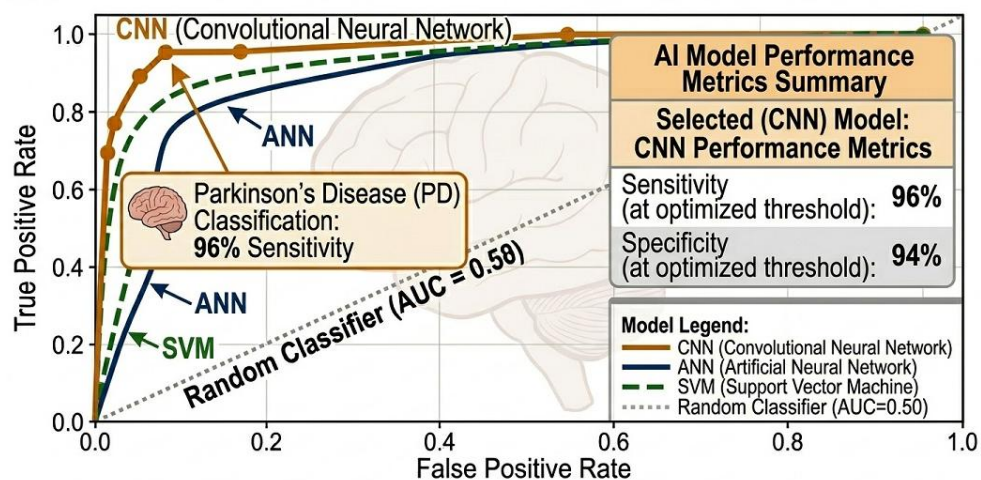 CNN (Convolutional Neural Network)
1.0
0.8
0.6
0.4
0.2
0.0
True Positive Rate
ANN
Parkinson's Disease (PD)
Classification:
96% Sensitivity
ANN
SVM
Random Classifier (AUC = 0.58)
AI Model Performance
Metrics Summary
Selected (CNN) Model:
CNN Performance Metrics
Sensitivity
(at optimized threshold): 96%
Specificity
(at optimized threshold): 94%
Model Legend:
CNN (Convolutional Neural Network)
ANN (Artificial Neural Network)
SVM (Support Vector Machine)
Random Classifier (AUC=0.50)
0.0 0.2 0.4 0.6 0.8 1.0
False Positive Rate